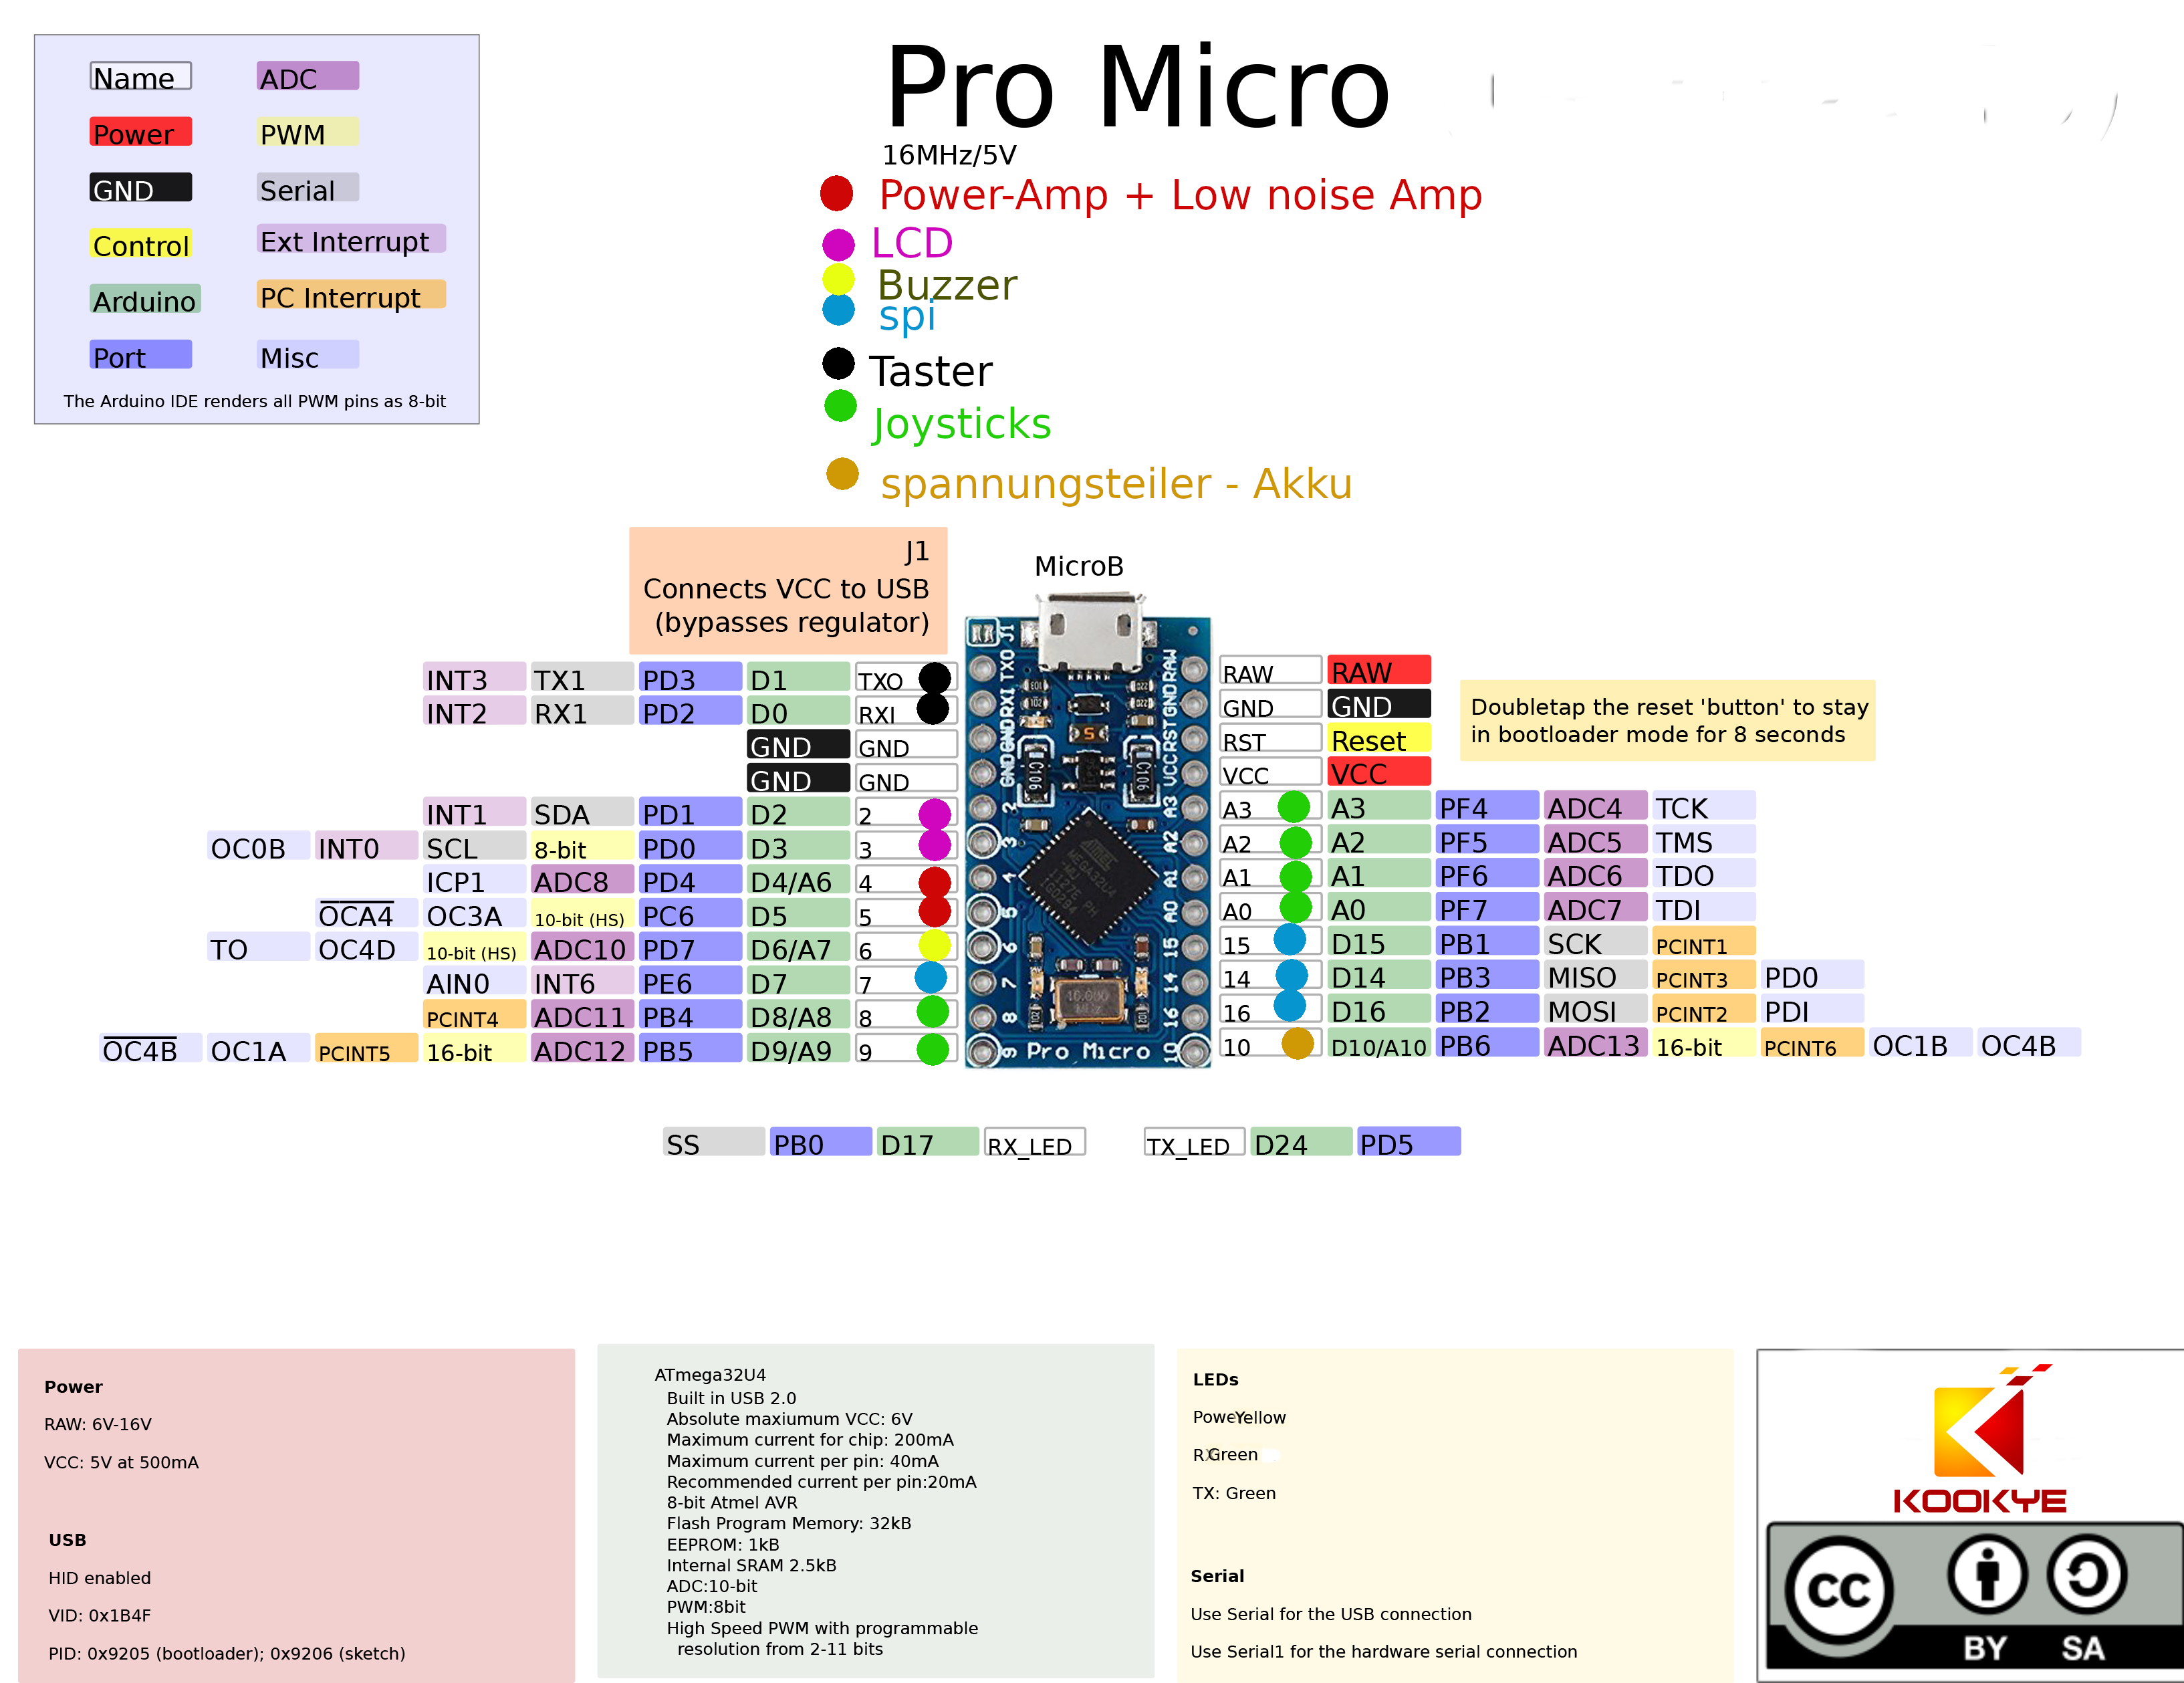 Pro Micro
16MHz/5V
Name
ADC
Power
PWM
GND
Serial
Control
Ext Interrupt
Arduino
PC Interrupt
Port
Misc
The Arduino IDE renders all PWM pins as 8-bit
Power-Amp + Low noise Amp
LCD
Buzzer
spi
Taster
Joysticks
spannungsteiler - Akku
J1
Connects VCC to USB
(bypasses regulator)
MicroB
INT3 TX1 PD3 D1 TXO
INT2 RX1 PD2 D0 RXI
GND GND
GND GND
INT1 SDA PD1 D2 2
OC0B INT0 SCL 8-bit PD0 D3 3
ICP1 ADC8 PD4 D4/A6 4
OCA4 OC3A 10-bit (HS) PC6 D5 5
TO OC4D 10-bit (HS) ADC10 PD7 D6/A7 6
AIN0 INT6 PE6 D7 7
PCINT4 ADC11 PB4 D8/A8 8
OC4B OC1A PCINT5 16-bit ADC12 PB5 D9/A9 9
J1
TXO RXI GND GND 2 3 4 5 6 7 8 9
RAW GND RST VCC A3 A2 A1 A0 15 14 16 10
Pro Micro
RAW RAW
GND GND
RST Reset
VCC VCC
A3 A3 PF4 ADC4 TCK
A2 A2 PF5 ADC5 TMS
A1 A1 PF6 ADC6 TDO
A0 A0 PF7 ADC7 TDI
15 D15 PB1 SCK PCINT1
14 D14 PB3 MISO PCINT3 PD0
16 D16 PB2 MOSI PCINT2 PDI
10 D10/A10 PB6 ADC13 16-bit PCINT6 OC1B OC4B
Doubletap the reset 'button' to stay
in bootloader mode for 8 seconds
SS PB0 D17 RX_LED
TX_LED D24 PD5
Power
RAW: 6V-16V
VCC: 5V at 500mA
USB
HID enabled
VID: 0x1B4F
PID: 0x9205 (bootloader); 0x9206 (sketch)
ATmega32U4
Built in USB 2.0
Absolute maxiumum VCC: 6V
Maximum current for chip: 200mA
Maximum current per pin: 40mA
Recommended current per pin:20mA
8-bit Atmel AVR
Flash Program Memory: 32kB
EEPROM: 1kB
Internal SRAM 2.5kB
ADC:10-bit
PWM:8bit
High Speed PWM with programmable
resolution from 2-11 bits
LEDs
Yellow
Green
TX: Green
Serial
Use Serial for the USB connection
Use Serial1 for the hardware serial connection
KOOKYE
CC
BY SA